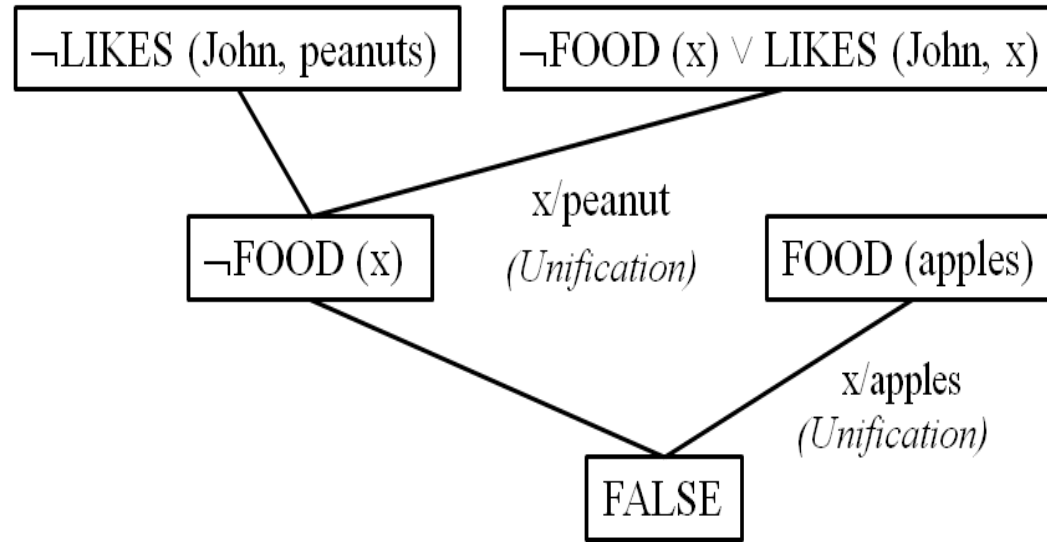 ¬LIKES (John, peanuts)
¬FOOD (x) ∨ LIKES (John, x)
x/peanut
(Unification)
¬FOOD (x)
FOOD (apples)
x/apples
(Unification)
FALSE